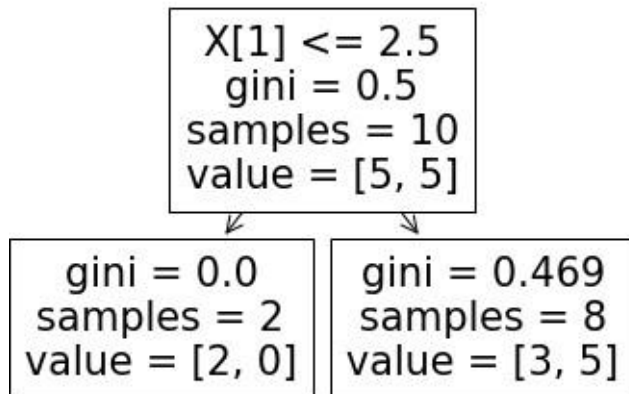 X[1] <= 2.5
gini = 0.5
samples = 10
value = [5, 5]
gini = 0.0
samples = 2
value = [2, 0]
gini = 0.469
samples = 8
value = [3, 5]